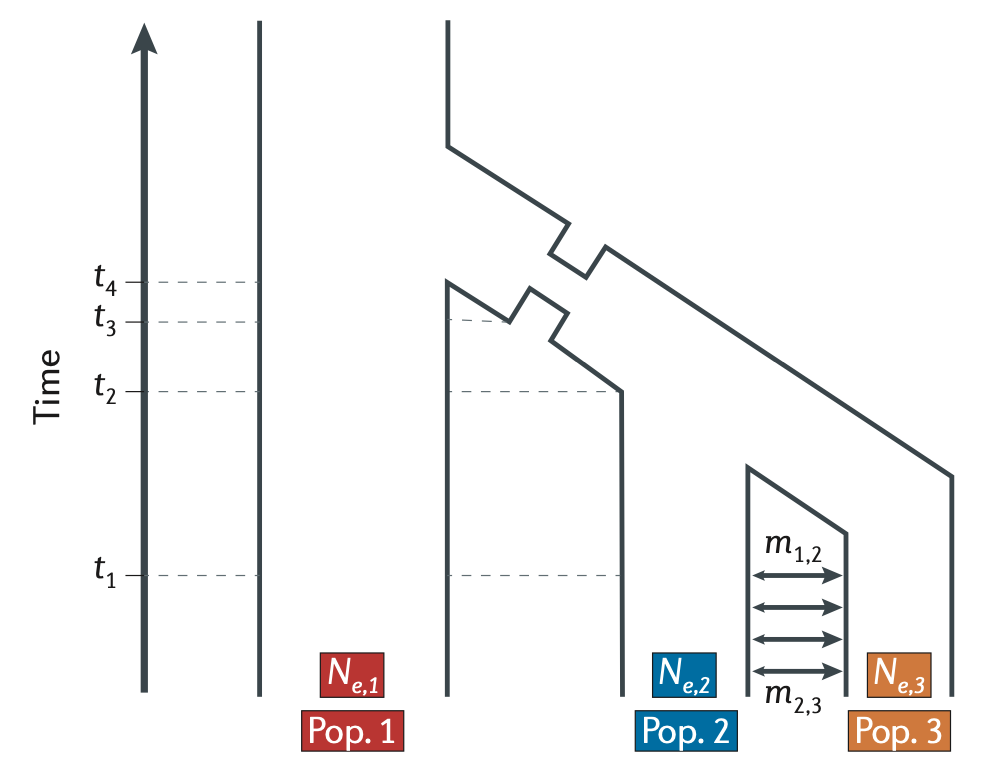 t4
t3
t2
t1
Time
m1,2
m2,3
Ne,1
Ne,2
Ne,3
Pop. 1
Pop. 2
Pop. 3